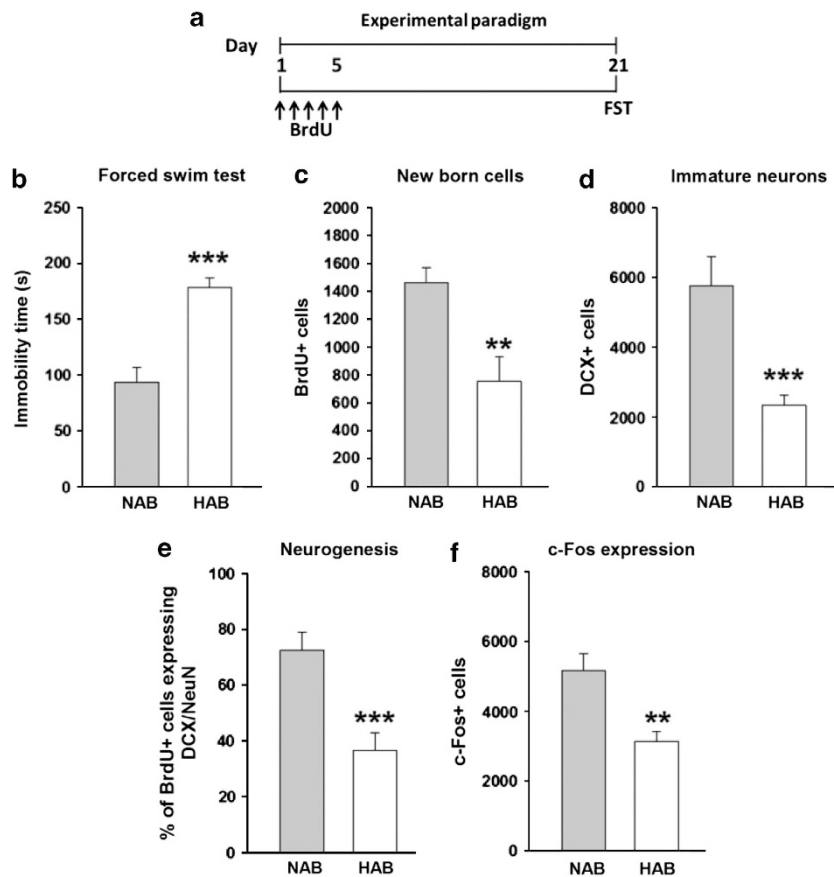 a
Experimental paradigm
Day
1 5 21
BrdU
FST
b
Forced swim test
Immobility time (s)
250
200
150
100
50
0
***
NAB HAB
c
New born cells
BrdU+ cells
2000
1800
1600
1400
1200
1000
800
600
400
200
0
**
NAB HAB
d
Immature neurons
DCX+ cells
8000
6000
4000
2000
0
***
NAB HAB
e
Neurogenesis
% of BrdU+ cells expressing
DCX/NeuN
100
80
60
40
20
0
***
NAB HAB
f
c-Fos expression
c-Fos+ cells
8000
6000
4000
2000
0
**
NAB HAB